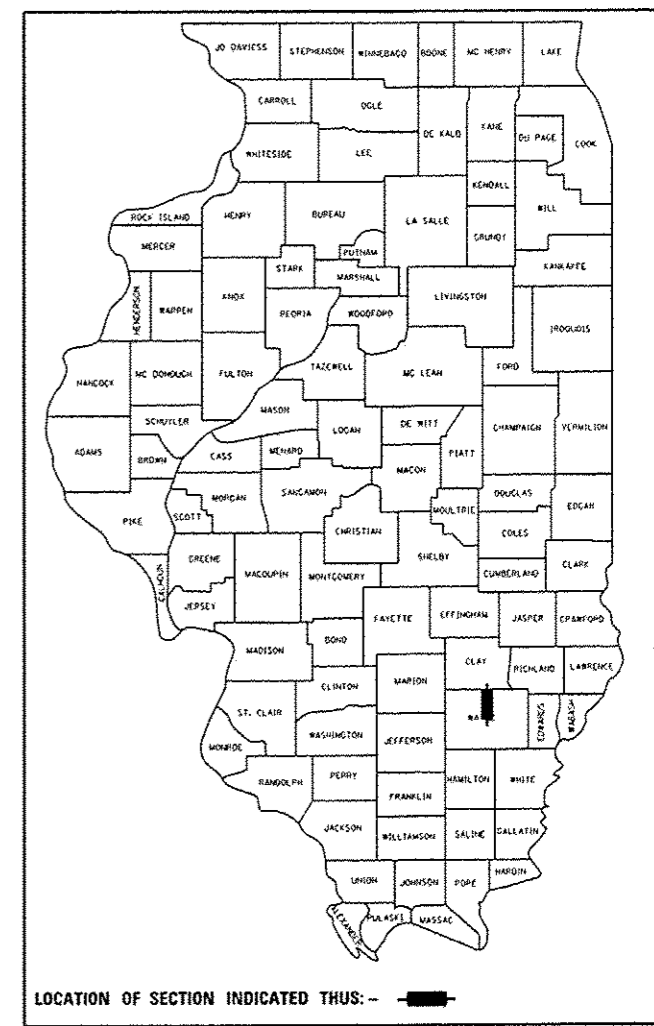 JO DAVIESS STEPHENSON WINNEBAGO BOONE MC HENRY LAKE
CARROLL OGLE DE KALB KANE DU PAGE COOK
WHITESIDE LEE KENDALL WILL
ROCK ISLAND HENRY BUREAU LA SALLE GRUNDY
MERCER PUTNAM KANKAKEE
STARK MARSHALL
HENDERSON WARREN KNOX PEORIA WOODFORD LIVINGSTON IROQUOIS
HANCOCK MC DONOUGH FULTON TAZEWELL MC LEAN FORD
MASON
SCHUYLER LOGAN DE WITT CHAMPAIGN VERMILION
ADAMS BROWN CASS MENARD PIATT
MACON
MORGAN SANGAMON DOUGLAS EDGAR
PIKE SCOTT MOULTRIE
CHRISTIAN COLES
GREENE SHELBY
CALHOUN MACOUPIN MONTGOMERY CUMBERLAND CLARK
JERSEY
FAYETTE EFFINGHAM JASPER CRAWFORD
MADISON BOND
CLAY RICHLAND LAWRENCE
CLINTON MARION
ST. CLAIR WA EDWARDS WABASH
MONROE WASHINGTON JEFFERSON
RANDOLPH PERRY HAMILTON WHITE
FRANKLIN
JACKSON WILLIAMSON SALINE GALLATIN
UNION JOHNSON POPE HARDIN
ALEXANDER PULASKI MASSAC
LOCATION OF SECTION INDICATED THUS: -